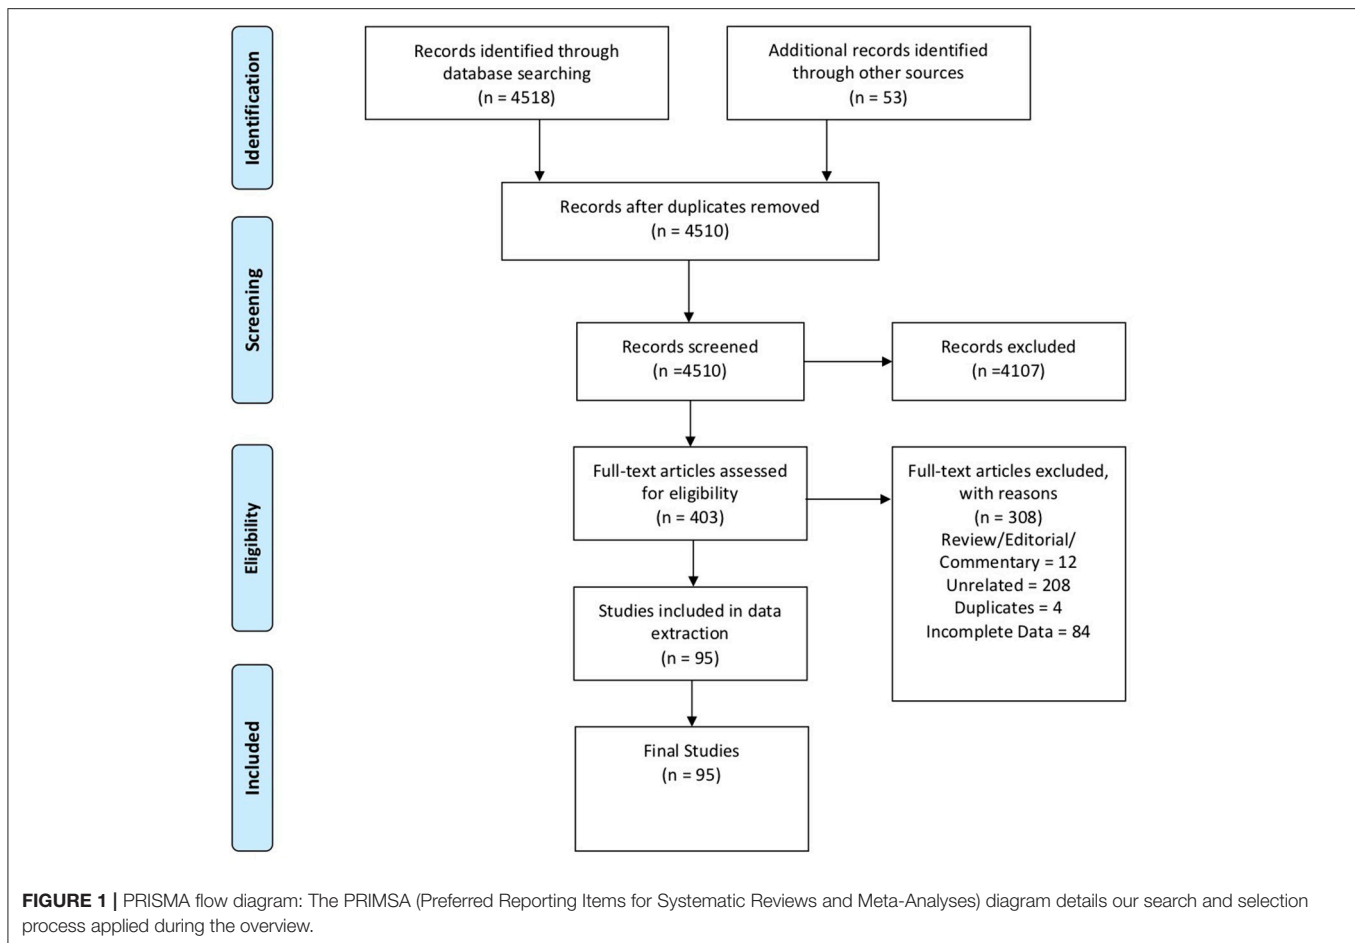 Identification
Records identified through
database searching
(n = 4518)
Additional records identified
through other sources
(n = 53)
Records after duplicates removed
(n = 4510)
Screening
Records screened
(n =4510)
Records excluded
(n =4107)
Eligibility
Full-text articles assessed
for eligibility
(n = 403)
Full-text articles excluded,
with reasons
(n = 308)
Review/Editorial/
Commentary = 12
Unrelated = 208
Duplicates = 4
Incomplete Data = 84
Studies included in data
extraction
(n = 95)
Included
Final Studies
(n = 95)
FIGURE 1 | PRISMA flow diagram: The PRIMSA (Preferred Reporting Items for Systematic Reviews and Meta-Analyses) diagram details our search and selection
process applied during the overview.